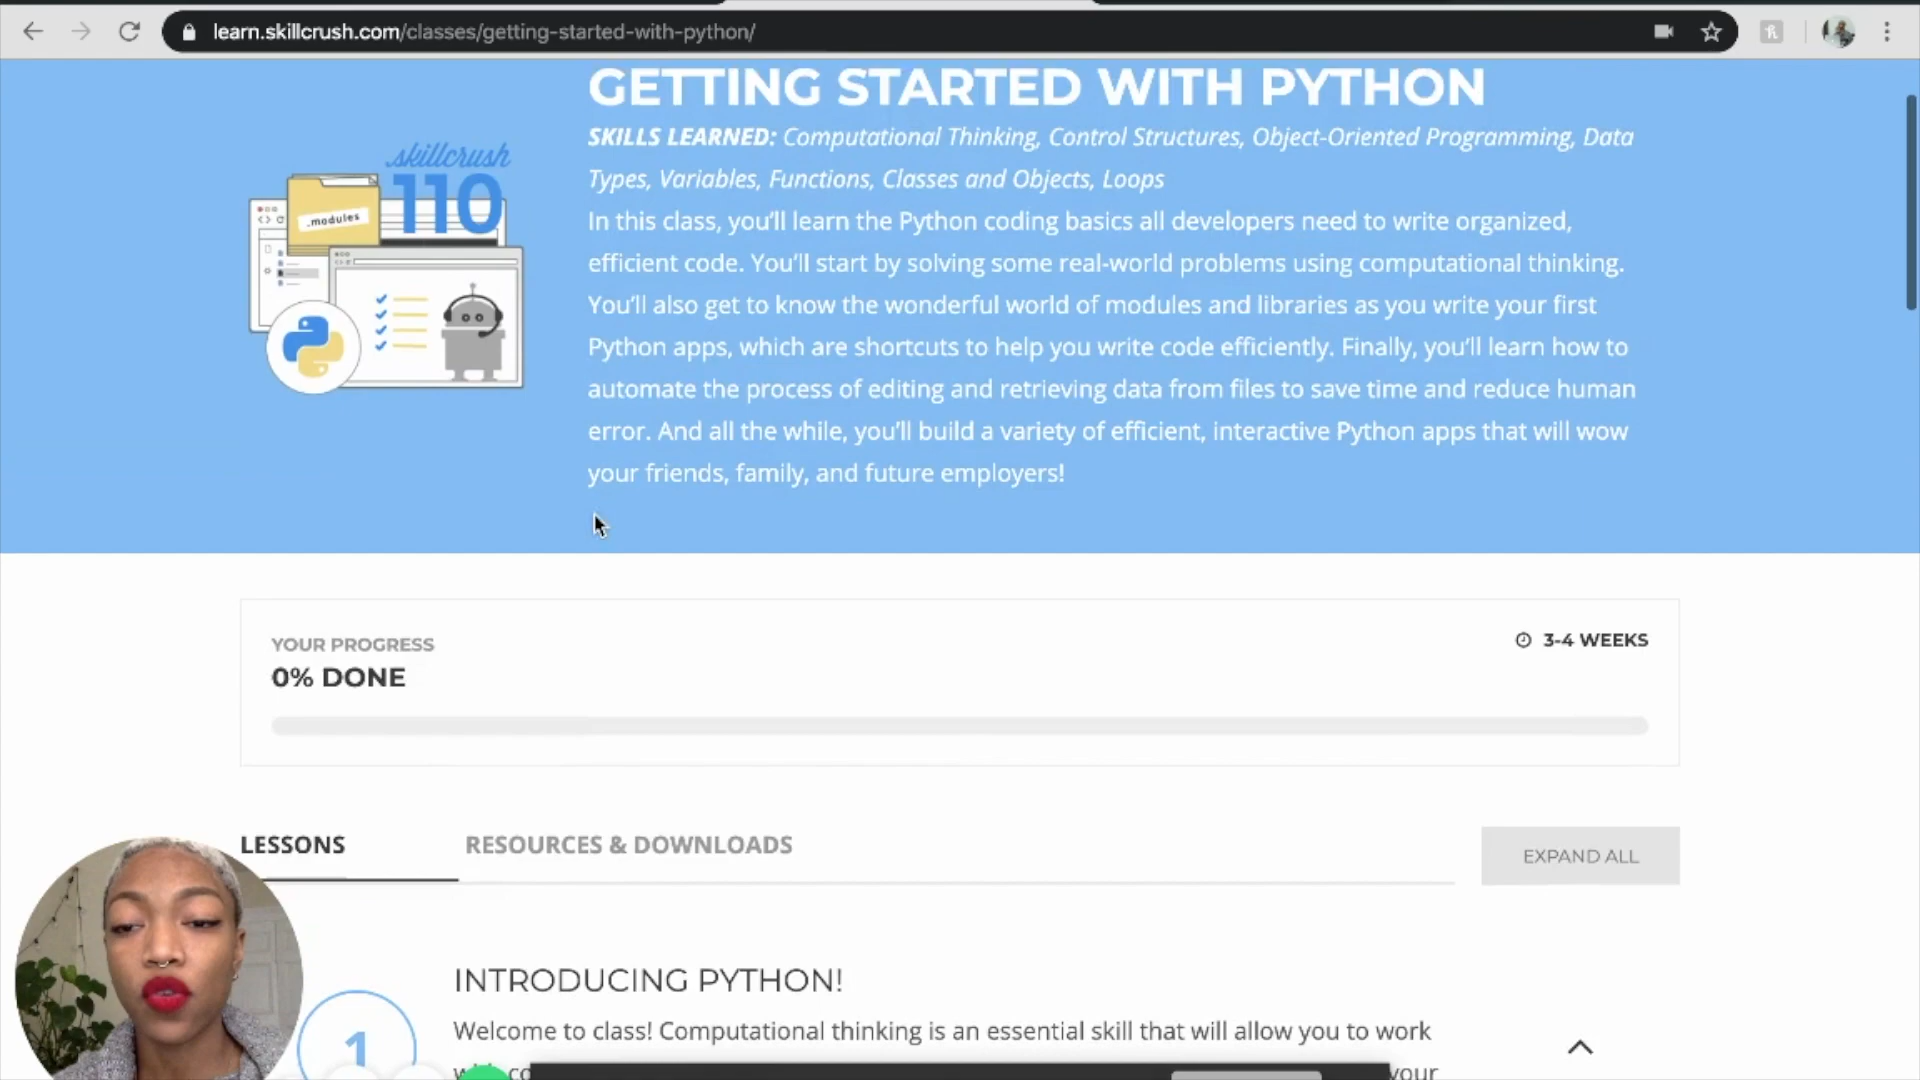 learn.skillcrush.com/classes/getting-started-with-python/
GETTING STARTED WITH PYTHON
SKILLS LEARNED: Computational Thinking, Control Structures, Object-Oriented Programming, Data
Types, Variables, Functions, Classes and Objects, Loops
skillcrush
110
.modules
In this class, you'll learn the Python coding basics all developers need to write organized,
efficient code. You'll start by solving some real-world problems using computational thinking.
You'll also get to know the wonderful world of modules and libraries as you write your first
Python apps, which are shortcuts to help you write code efficiently. Finally, you'll learn how to
automate the process of editing and retrieving data from files to save time and reduce human
error. And all the while, you'll build a variety of efficient, interactive Python apps that will wow
your friends, family, and future employers!
YOUR PROGRESS
0% DONE
3-4 WEEKS
LESSONS
RESOURCES & DOWNLOADS
EXPAND ALL
1
INTRODUCING PYTHON!
Welcome to class! Computational thinking is an essential skill that will allow you to work
your